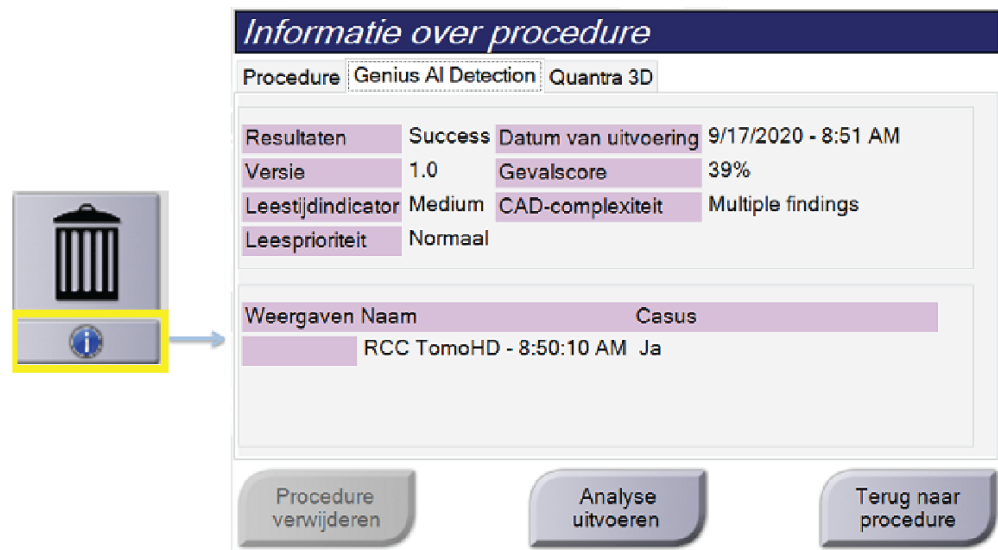 Informatie over procedure
Procedure Genius AI Detection Quantra 3D
Resultaten Success Datum van uitvoering 9/17/2020 - 8:51 AM
Versie 1.0 Gevalscore 39%
Leestijdindicator Medium CAD-complexiteit Multiple findings
Leesprioriteit Normaal
Weergaven Naam Casus
RCC TomoHD - 8:50:10 AM Ja
Procedure
verwijderen
Analyse
uitvoeren
Terug naar
procedure